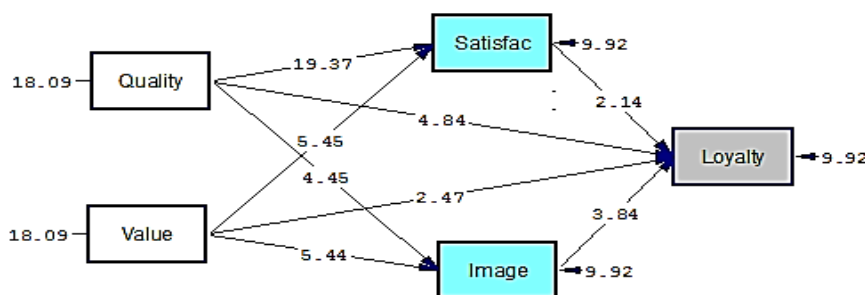 Satisfac
9.92
19.37
18.09
Quality
2.14
4.84
5.45
Loyalty
9.92
4.45
2.47
3.84
18.09
Value
5.44
Image
9.92